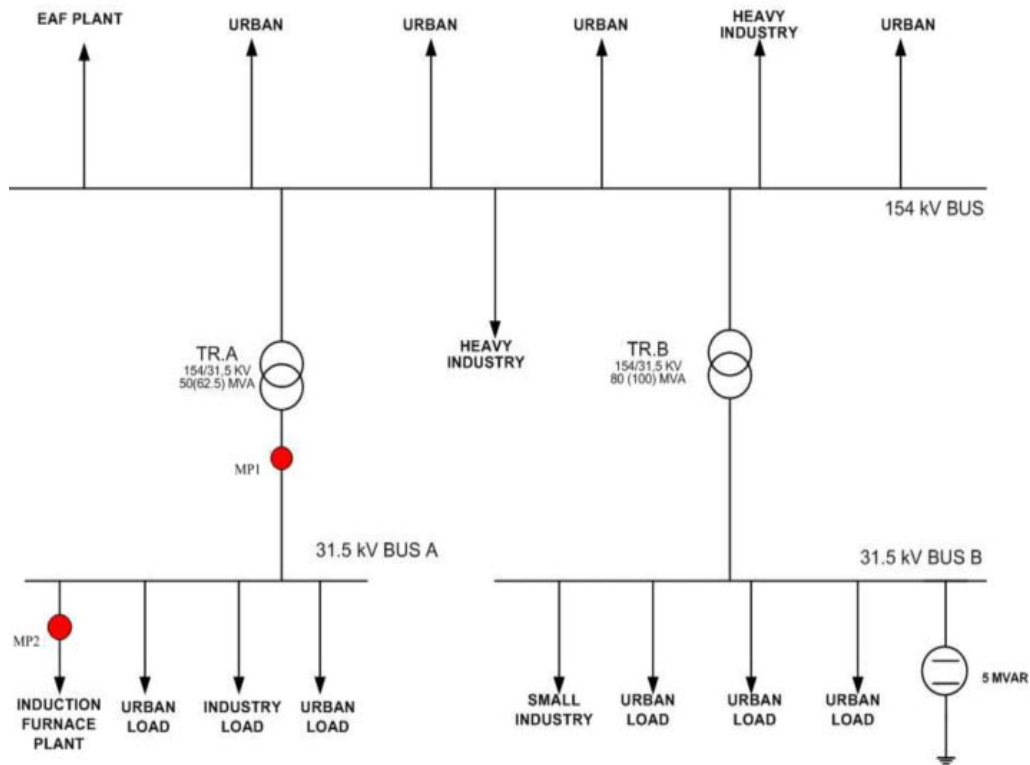 EAF PLANT
URBAN
URBAN
URBAN
HEAVY
INDUSTRY
URBAN
154 kV BUS
TR.A
154/31,5 KV
50(62.5) MVA
HEAVY
INDUSTRY
TR.B
154/31,5 KV
80 (100) MVA
MP1
31.5 kV BUS A
31.5 kV BUS B
MP2
INDUCTION
FURNACE
PLANT
URBAN
LOAD
INDUSTRY
LOAD
URBAN
LOAD
SMALL
INDUSTRY
URBAN
LOAD
URBAN
LOAD
URBAN
LOAD
5 MVAR